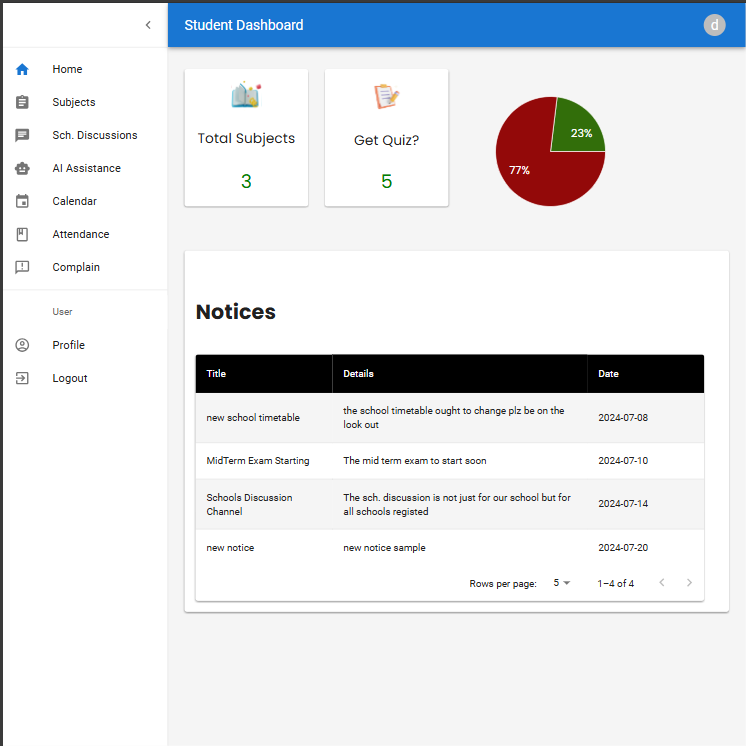 Student Dashboard
d
Home
Subjects
Sch. Discussions
AI Assistance
Calendar
Attendance
Complain
User
Profile
Logout
Total Subjects
3
Get Quiz?
5
23%
77%
Notices
Title Details Date
new school timetable the school timetable ought to change plz be on the
look out 2024-07-08
MidTerm Exam Starting The mid term exam to start soon 2024-07-10
Schools Discussion
Channel
The sch. discussion is not just for our school but for
all schools registed
2024-07-14
new notice new notice sample 2024-07-20
Rows per page: 5 1–4 of 4